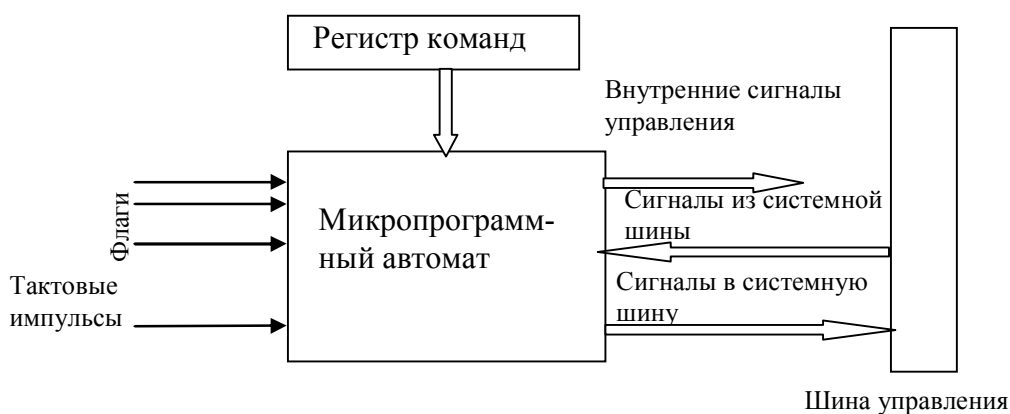 Регистр команд
Внутренние сигналы
управления
Флаги
Микропрограмм-
ный автомат
Сигналы из системной
шины
Тактовые
импульсы
Сигналы в системную
шину
Шина управления